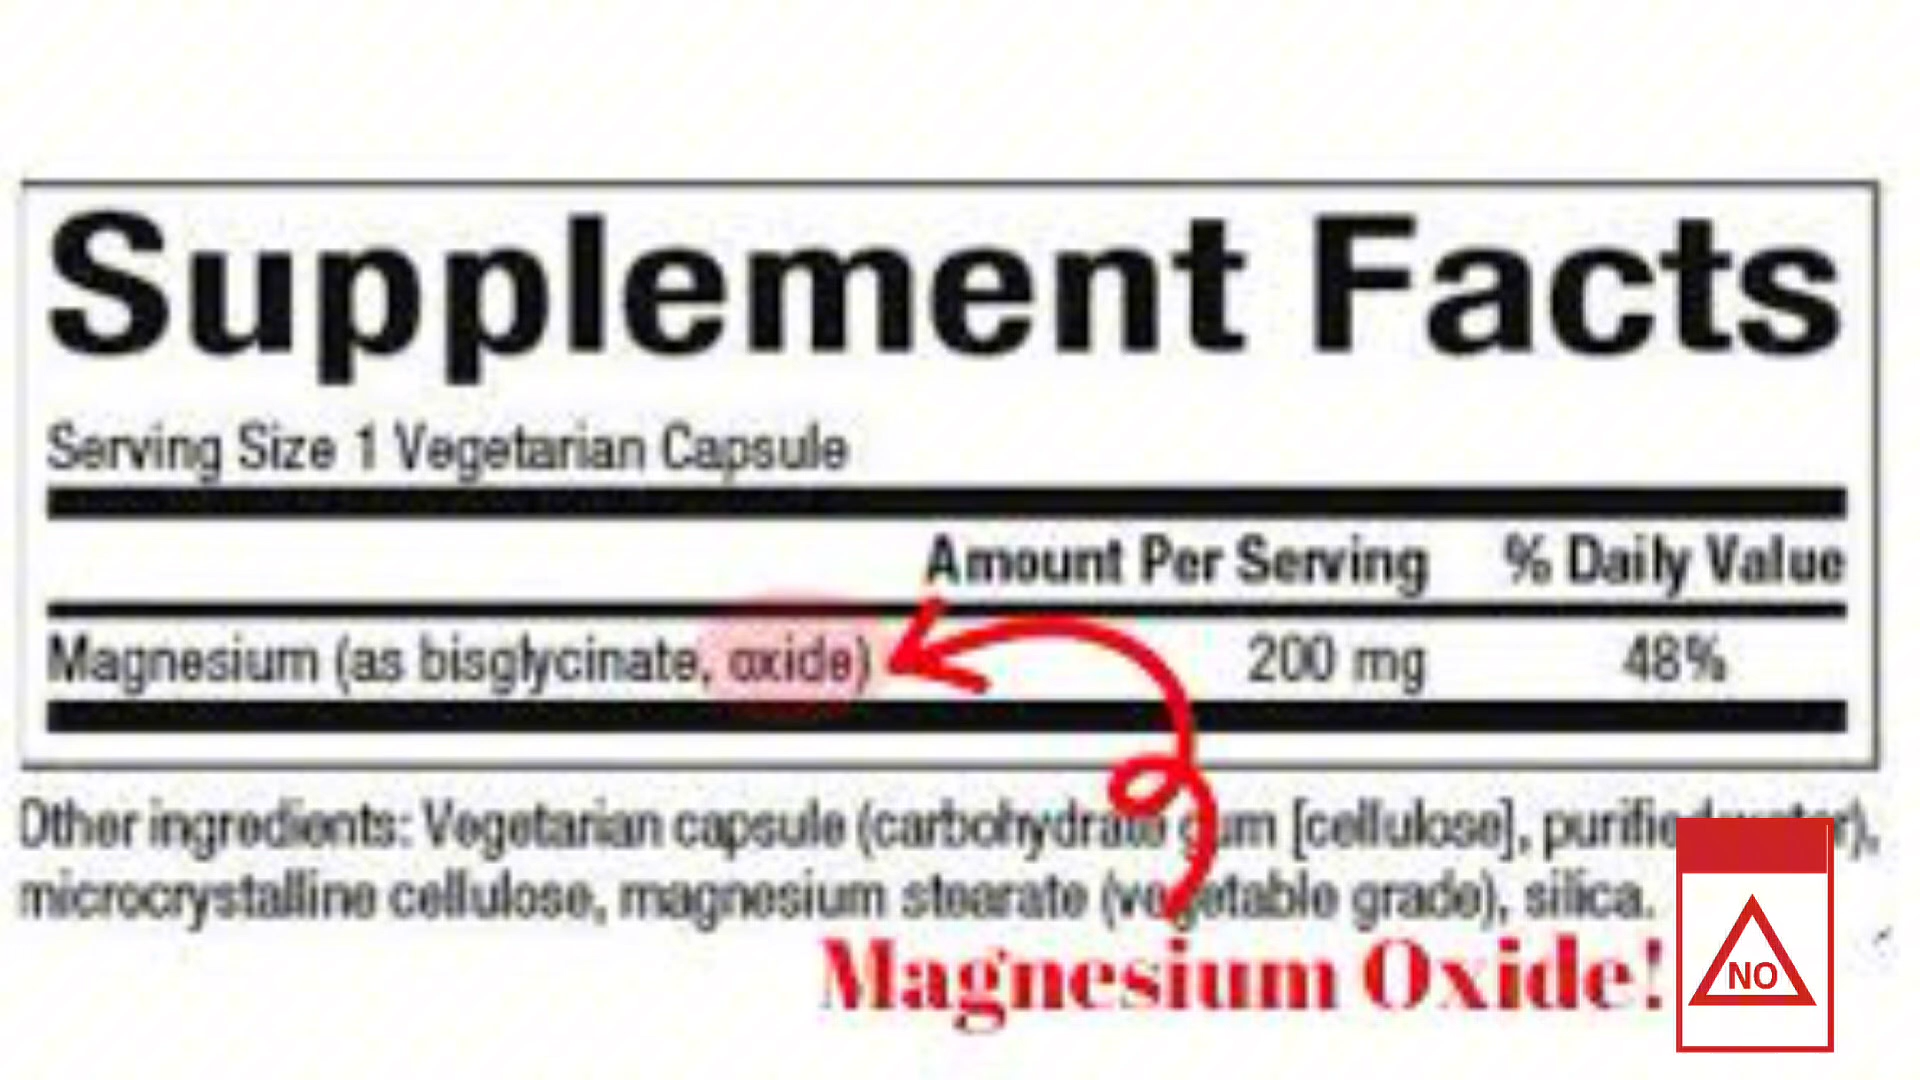 Supplement Facts
Serving Size 1 Vegetarian Capsule
Amount Per Serving % Daily Value
Magnesium (as bisglycinate, oxide) 200 mg 48%
Other ingredients: Vegetarian capsule (carbohydrate gum [cellulose], purified water),
microcrystalline cellulose, magnesium stearate (vegetable grade), silica.
Magnesium Oxide!
NO